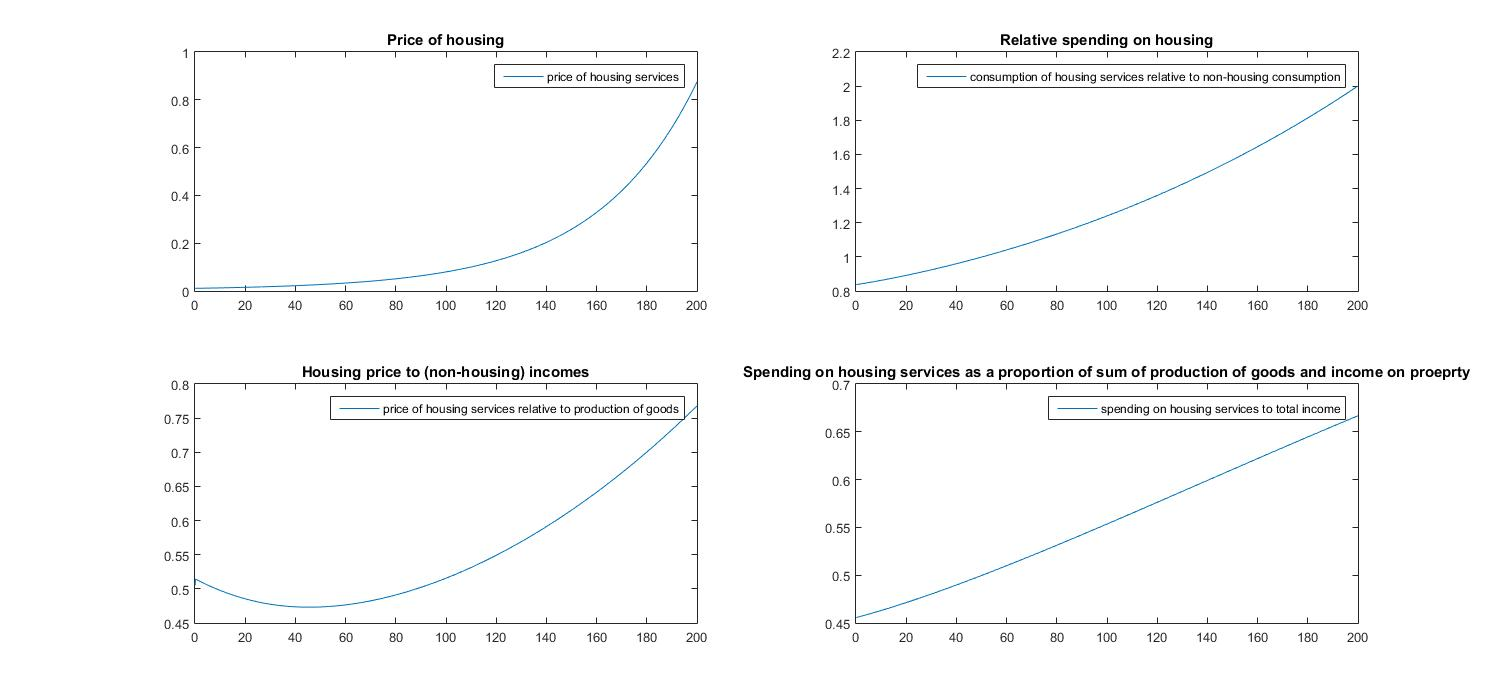 Price of housing
1
0.8
0.6
0.4
0.2
0
price of housing services
0 20 40 60 80 100 120 140 160 180 200
Relative spending on housing
2.2
2
1.8
1.6
1.4
1.2
1
0.8
consumption of housing services relative to non-housing consumption
0 20 40 60 80 100 120 140 160 180 200
Housing price to (non-housing) incomes
0.8
0.75
0.7
0.65
0.6
0.55
0.5
0.45
price of housing services relative to production of goods
0 20 40 60 80 100 120 140 160 180 200
Spending on housing services as a proportion of sum of production of goods and income on proeprty
0.7
0.65
0.6
0.55
0.5
0.45
spending on housing services to total income
0 20 40 60 80 100 120 140 160 180 200